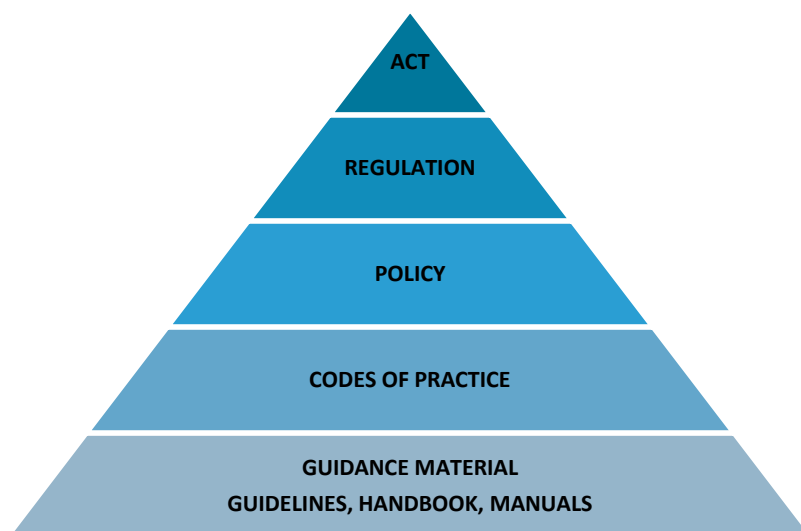 ACT
REGULATION
POLICY
CODES OF PRACTICE
GUIDANCE MATERIAL
GUIDELINES, HANDBOOK, MANUALS